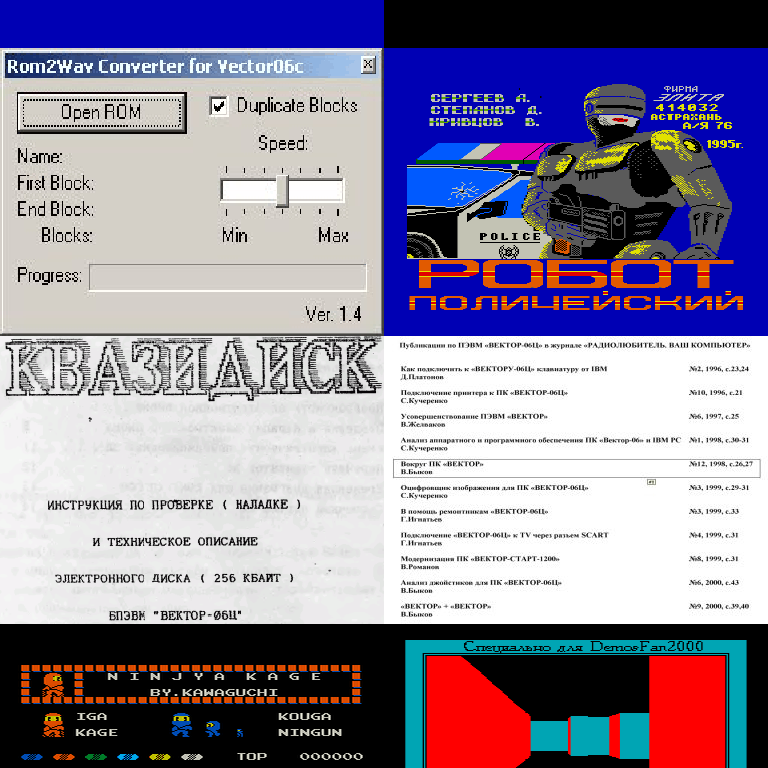 Rom2Wav Converter for Vector06c
Open ROM
Duplicate Blocks
Speed:
Name:
First Block:
End Block:
Blocks:
Min Max
Progress:
Ver. 1.4
СЕРГЕЕВ А.
СТЕПАНОВ Д.
КРИВЦОВ В.
ФИРМА
ЭЛИТА
414032
АСТРАХАНЬ
А/Я 76
1995г.
POLICE
РОБОТ
ПОЛИЧЕЙСКИЙ
КВАЗИДИСК
ИНСТРУКЦИЯ ПО ПРОВЕРКЕ ( НАЛАДКЕ )
И ТЕХНИЧЕСКОЕ ОПИСАНИЕ
ЭЛЕКТРОННОГО ДИСКА ( 256 КБАЙТ )
БПЭВМ "ВЕКТОР-06Ц"
Публикации по ПЭВМ «ВЕКТОР-06Ц» в журнале «РАДИОЛЮБИТЕЛЬ. ВАШ КОМПЬЮТЕР»
Как подключить к «ВЕКТОРУ-06Ц» клавиатуру от IBM №2, 1996, с.23,24
Д.Платонов
Подключение принтера к ПК «ВЕКТОР-06Ц» №10, 1996, с.21
С.Кучеренко
Усовершенствование ПЭВМ «ВЕКТОР» №6, 1997, с.25
В.Желваков
Анализ аппаратного и программного обеспечения ПК «Вектор-06» и IBM PC №1, 1998, с.30-31
С.Кучеренко
Вокруг ПК «ВЕКТОР» №12, 1998, с.26,27
В.Быков
Оцифровщик изображения для ПК «ВЕКТОР-06Ц» №3, 1999, с.29-31
С.Кучеренко
В помощь ремонтникам «ВЕКТОР-06Ц» №3, 1999, с.33
Г.Игнатьев
Подключение «ВЕКТОР-06Ц» к TV через разъем SCART №4, 1999, с.31
Г.Игнатьев
Модернизация ПК «ВЕКТОР-СТАРТ-1200» №8, 1999, с.31
В.Романов
Анализ джойстиков для ПК «ВЕКТОР-06Ц» №6, 2000, с.43
В.Быков
«ВЕКТОР» + «ВЕКТОР» №9, 2000, с.39,40
В.Быков
NINJYA KAGE
BY.KAWAGUCHI
IGA KOUGA
KAGE NINGUN
TOP 000000
Специально для DemosFan2000